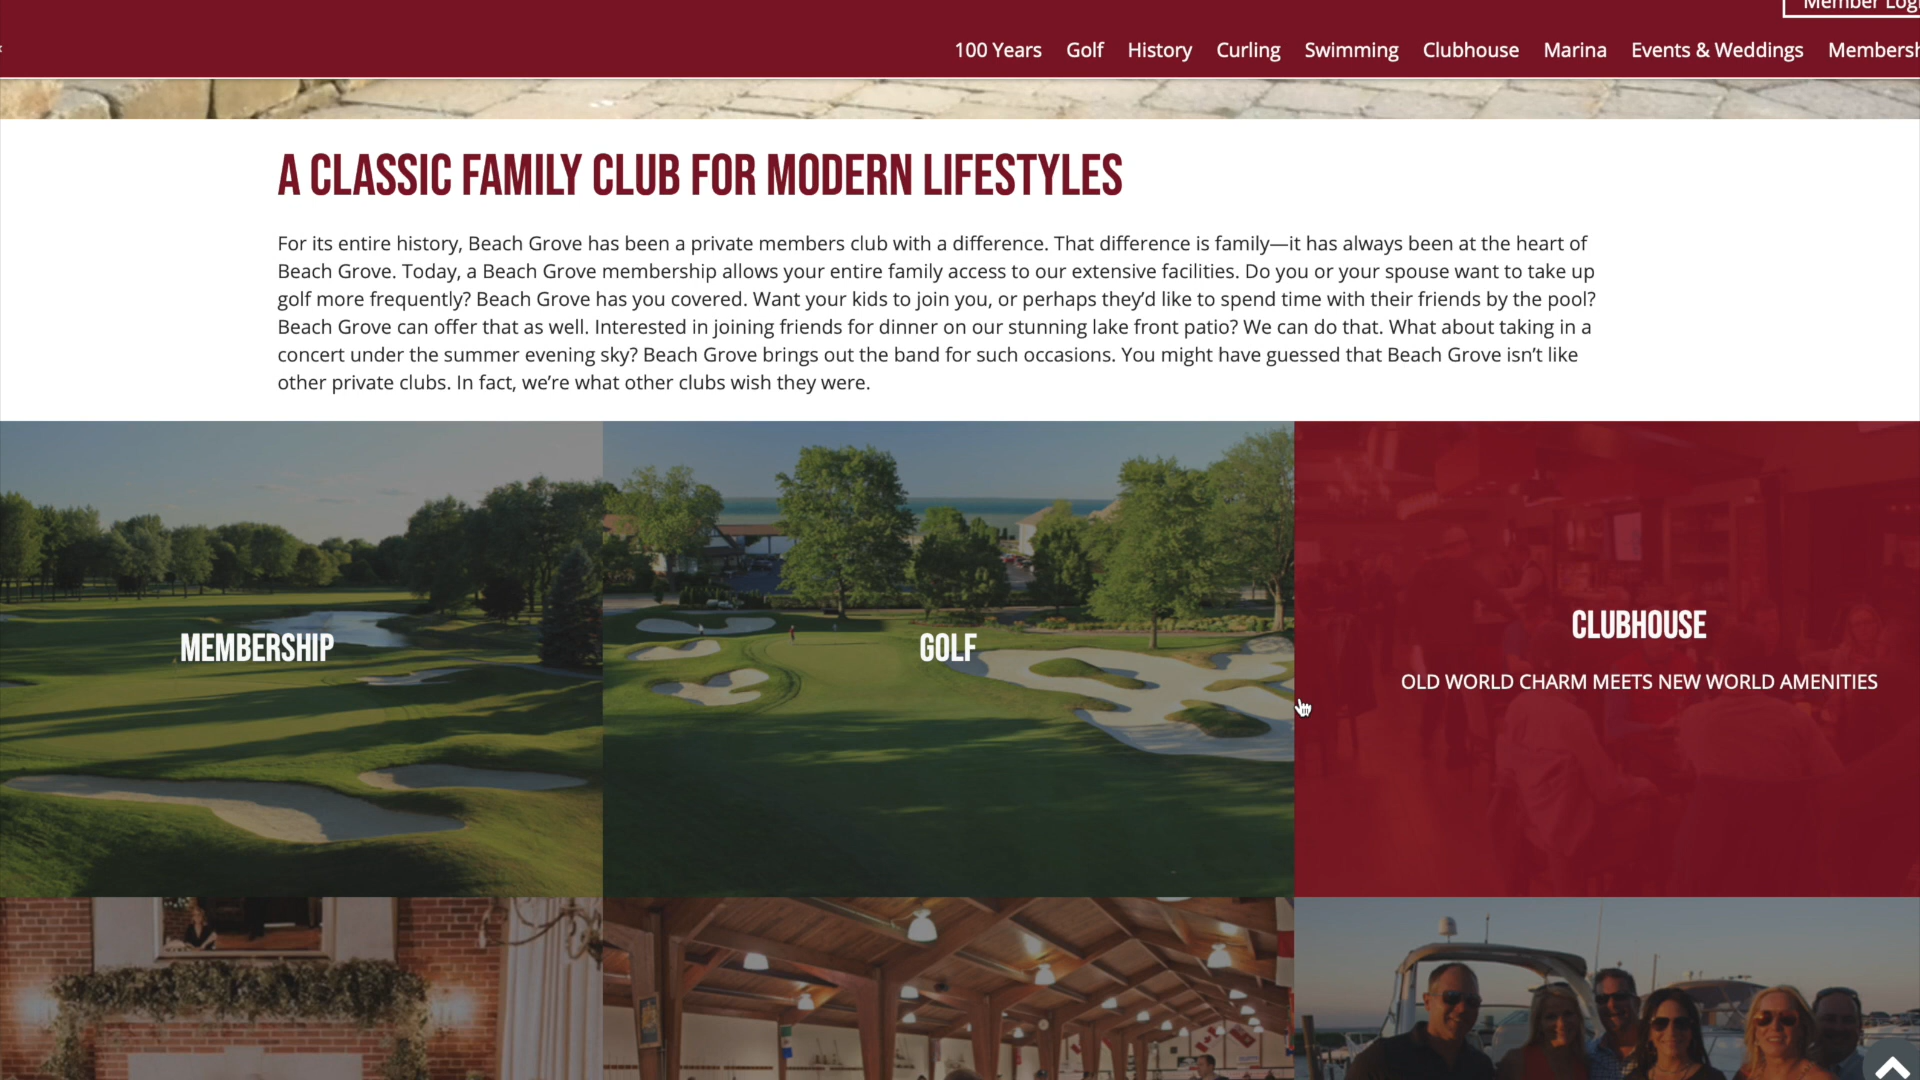 100 Years Golf History Curling Swimming Clubhouse Marina Events & Weddings
A CLASSIC FAMILY CLUB FOR MODERN LIFESTYLES
For its entire history, Beach Grove has been a private members club with a difference. That difference is family—it has always been at the heart of
Beach Grove. Today, a Beach Grove membership allows your entire family access to our extensive facilities. Do you or your spouse want to take up
golf more frequently? Beach Grove has you covered. Want your kids to join you, or perhaps they’d like to spend time with their friends by the pool?
Beach Grove can offer that as well. Interested in joining friends for dinner on our stunning lake front patio? We can do that. What about taking in a
concert under the summer evening sky? Beach Grove brings out the band for such occasions. You might have guessed that Beach Grove isn’t like
other private clubs. In fact, we’re what other clubs wish they were.
MEMBERSHIP
GOLF
CLUBHOUSE
OLD WORLD CHARM MEETS NEW WORLD AMENITIES